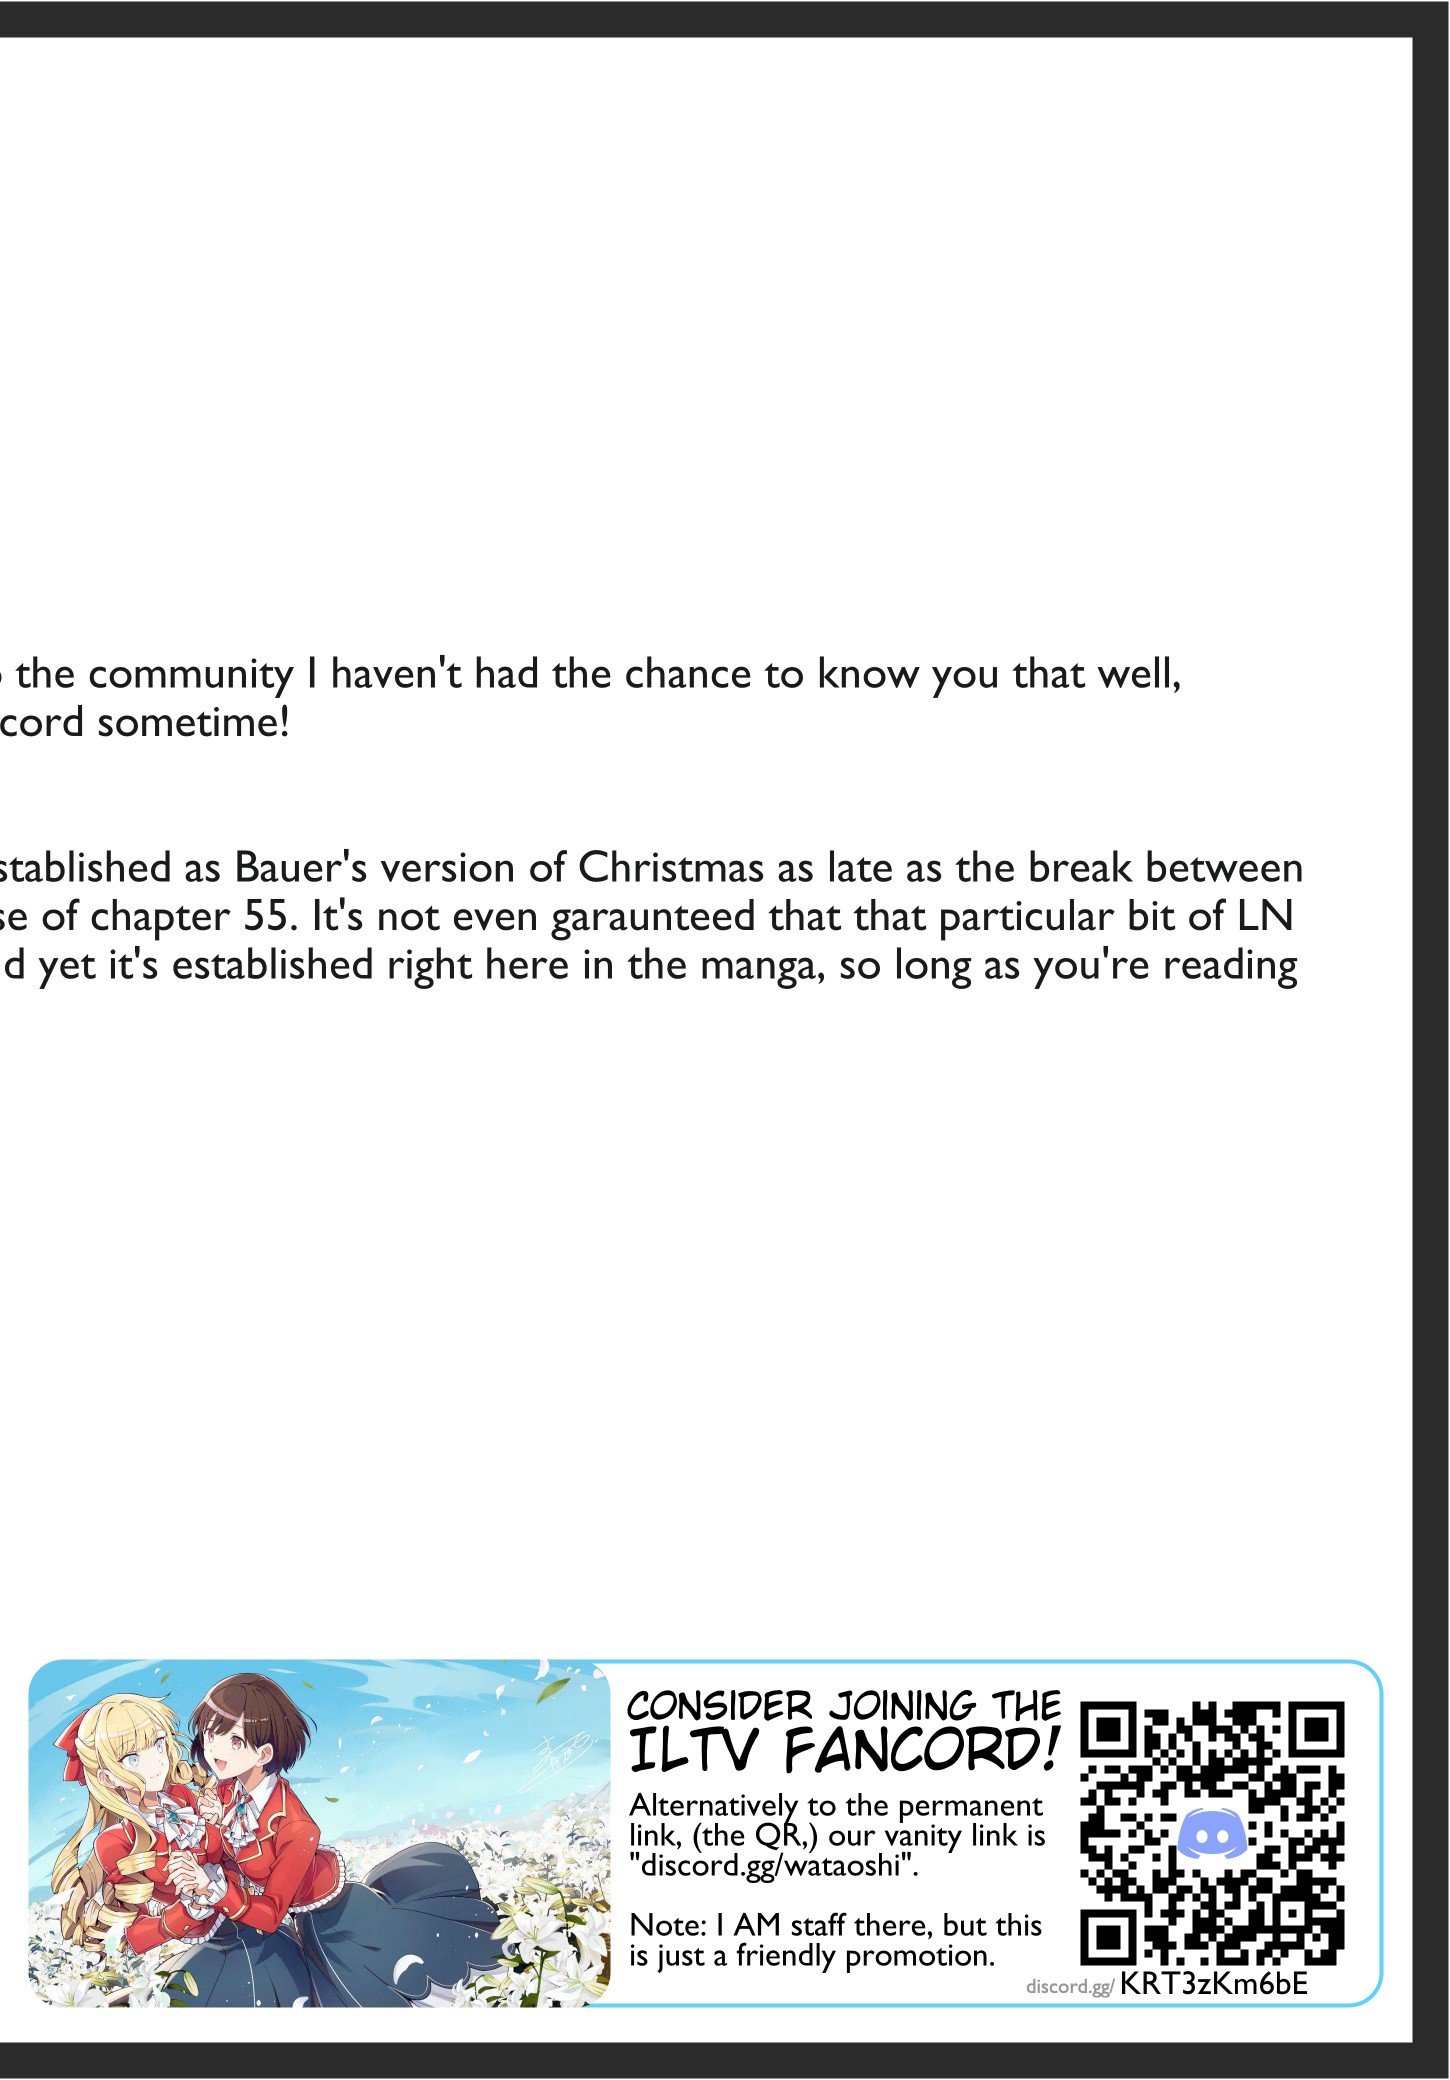 the community I haven't had the chance to know you that well,
cord sometime!
stablished as Bauer's version of Christmas as late as the break between
se of chapter 55. It's not even garaunteed that that particular bit of LN
d yet it's established right here in the manga, so long as you're reading
CONSIDER JOINING THE
ILTV FANCORD!
Alternatively to the permanent
link, (the QR,) our vanity link is
"discord.gg/wataoshi".
Note: I AM staff there, but this
is just a friendly promotion.
discord.gg/ KRT3zKm6bE